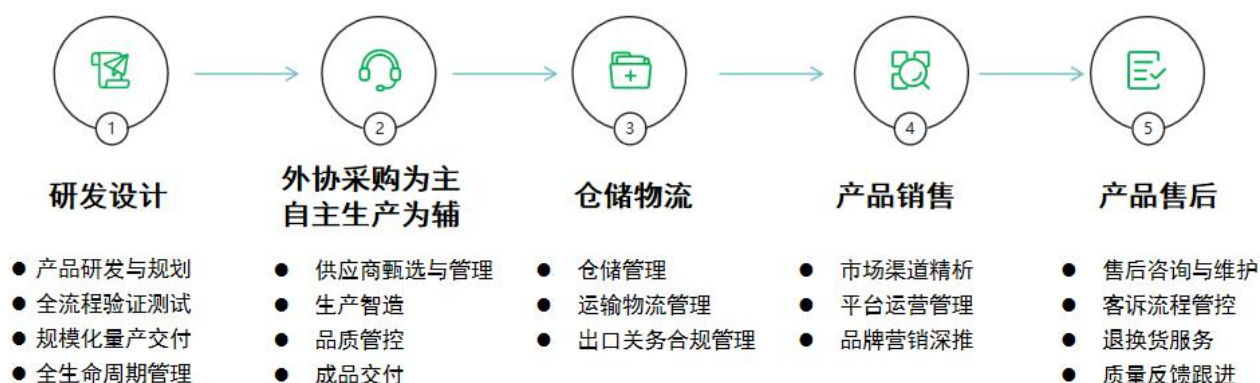 1
2
3
4
5
研发设计
外协采购为主
自主生产为辅
仓储物流
产品销售
产品售后
● 产品研发与规划
● 全流程验证测试
● 规模化量产交付
● 全生命周期管理
● 供应商甄选与管理
● 生产智造
● 品质管控
● 成品交付
● 仓储管理
● 运输物流管理
● 出口关务合规管理
● 市场渠道精析
● 平台运营管理
● 品牌营销深推
● 售后咨询与维护
● 客诉流程管控
● 退换货服务
● 质量反馈跟进